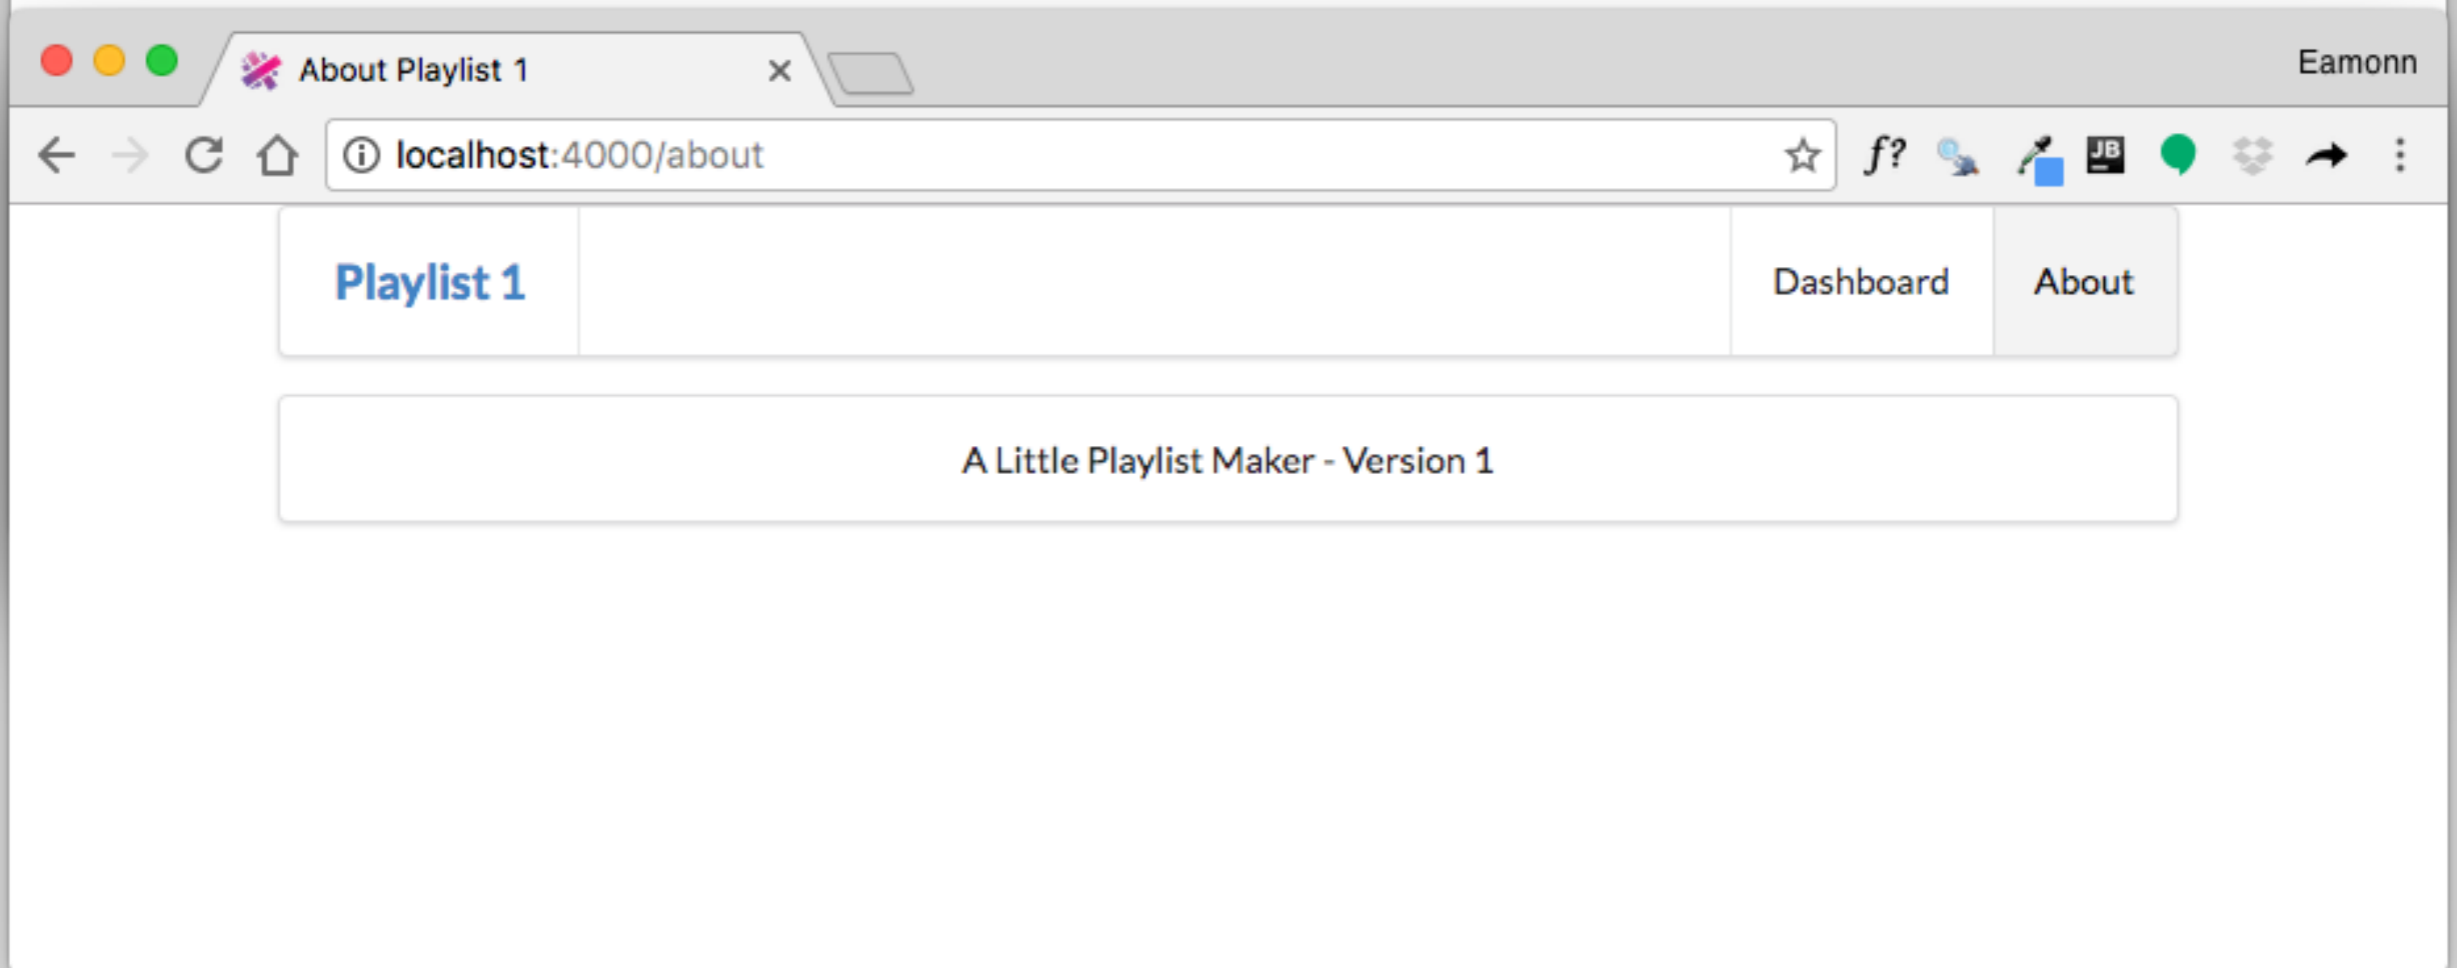 About Playlist 1
Eamonn
localhost:4000/about
f?
JB
Playlist 1
Dashboard
About
A Little Playlist Maker - Version 1